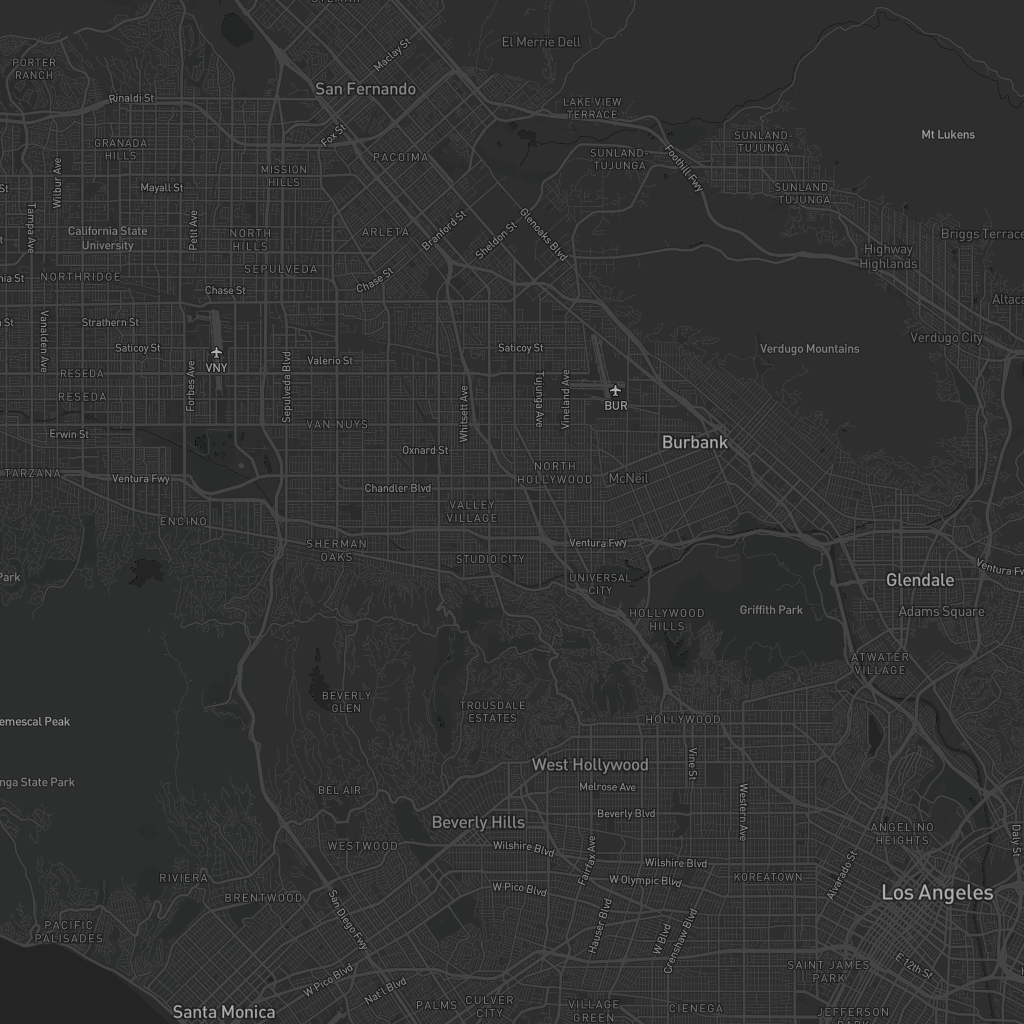 El Merrie Dell
Maclay St
PORTER
RANCH
San Fernando
Rinaldi St
LAKE VIEW
TERRACE
Fox St
SUNLAND-
TUJUNGA
Mt Lukens
GRANADA
HILLS
PACOIMA
SUNLAND-
TUJUNGA
Foothill Fwy
Wilbur Ave
MISSION
HILLS
St
Mayall St
SUNLAND-
TUJUNGA
Tampa Ave
Petit Ave
California State
University
NORTH
HILLS
ARLETA
Branford St
Sheldon St
Glenoaks Blvd
Briggs Terrace
Highway
Highlands
NORTHRIDGE
SEPULVEDA
Chase St
Chase St
Strathern St
Vanalden Ave
Saticoy St
VNY
Valerio St
Saticoy St
Verdugo Mountains
Verdugo City
RESEDA
RESEDA
Forbes Ave
Sepulveda Blvd
Whitsett Ave
Tujunga Ave
Vineland Ave
BUR
Erwin St
VAN NUYS
Oxnard St
Burbank
TARZANA
Ventura Fwy
Chandler Blvd
NORTH
HOLLYWOOD
McNeil
VALLEY
VILLAGE
ENCINO
SHERMAN
OAKS
STUDIO CITY
Ventura Fwy
UNIVERSAL
CITY
Park
Glendale
Ventura Fw
HOLLYWOOD
HILLS
Griffith Park
Adams Square
ATWATER
VILLAGE
BEVERLY
GLEN
TROUSDALE
ESTATES
HOLLYWOOD
emescal Peak
West Hollywood
Vine St
nga State Park
BEL AIR
Melrose Ave
Western Ave
Beverly Hills
Beverly Blvd
ANGELINO
HEIGHTS
Daly St
WESTWOOD
Wilshire Blvd
Fairfax Ave
Wilshire Blvd
RIVIERA
BRENTWOOD
W Pico Blvd
W Olympic Blvd
KOREATOWN
Alvarado St
Los Angeles
San Diego Fwy
Hauser Blvd
W Blvd
Crenshaw Blvd
PACIFIC
PALISADES
E 12th St
SAINT JAMES
PARK
W Pico Blvd
Nat'l Blvd
Santa Monica
PALMS
CULVER
CITY
VILLAGE
GREEN
CIENEGA
JEFFERSON